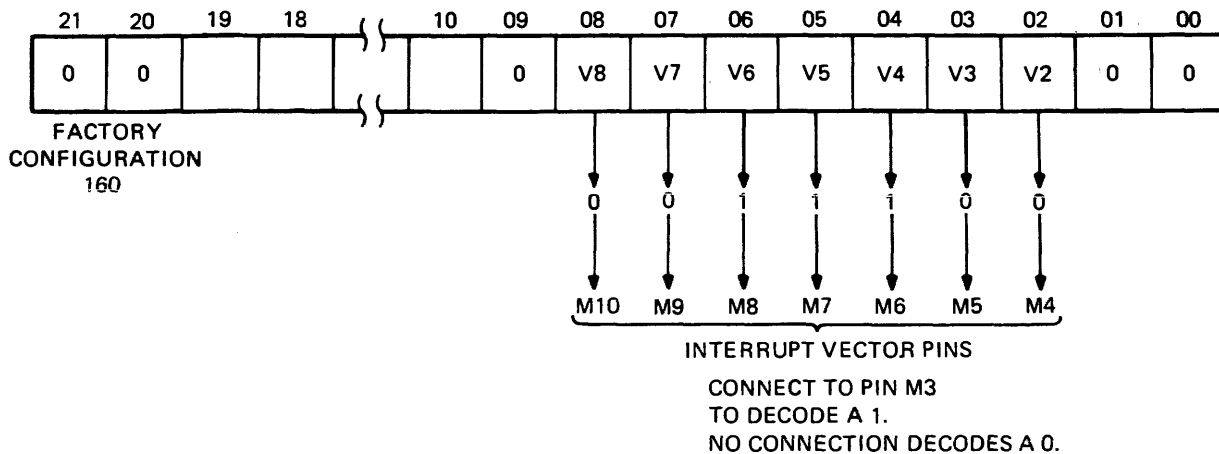 21 20 19 18 10 09 08 07 06 05 04 03 02 01 00
0 0 0 V8 V7 V6 V5 V4 V3 V2 0 0
FACTORY
CONFIGURATION
160
0 0 1 1 1 0 0
M10 M9 M8 M7 M6 M5 M4
INTERRUPT VECTOR PINS
CONNECT TO PIN M3
TO DECODE A 1.
NO CONNECTION DECODES A 0.